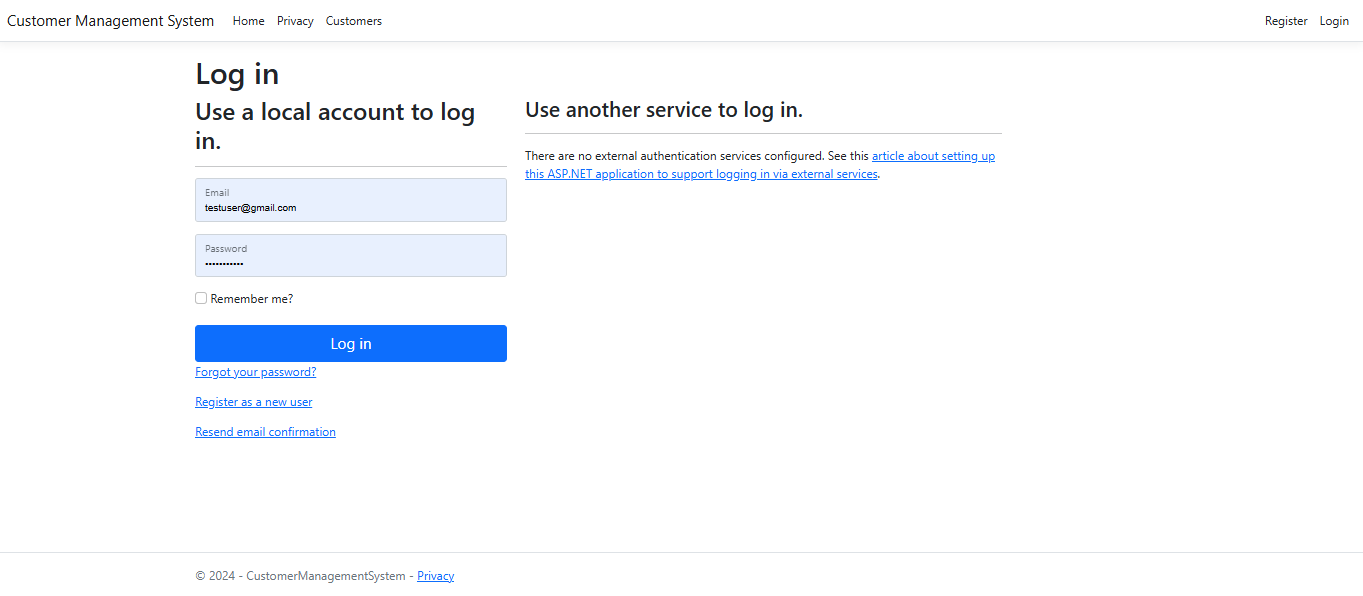 Customer Management System Home Privacy Customers Register Login
Log in
Use a local account to log
in.
Email
testuser@gmail.com
Password
•••••••••••
Remember me?
Log in
Forgot your password?
Register as a new user
Resend email confirmation
Use another service to log in.
There are no external authentication services configured. See this article about setting up
this ASP.NET application to support logging in via external services.
© 2024 - CustomerManagementSystem - Privacy